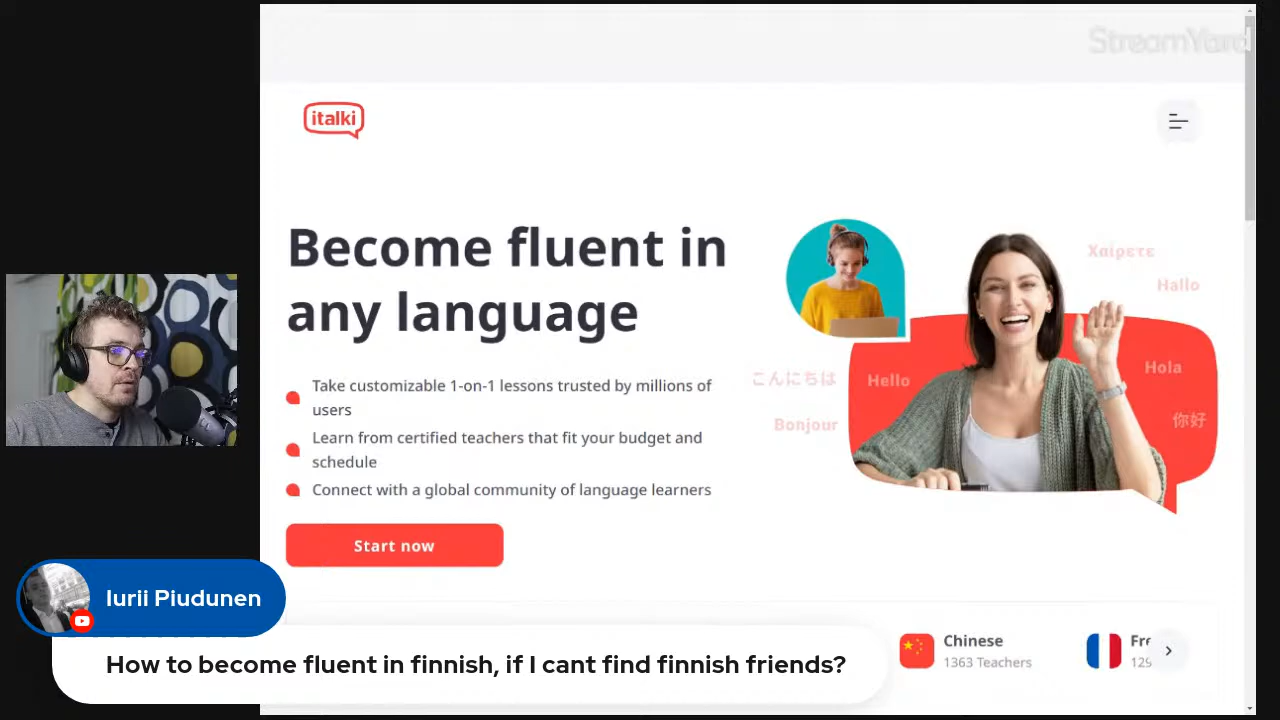 StreamYard
italki
Become fluent in
any language
Take customizable 1-on-1 lessons trusted by millions of
users
Learn from certified teachers that fit your budget and
schedule
Connect with a global community of language learners
Start now
Χαίρετε
Hallo
こんにちは
Hello
Hola
Bonjour
你好
Chinese
1363 Teachers
Iurii Piudunen
How to become fluent in finnish, if I cant find finnish friends?